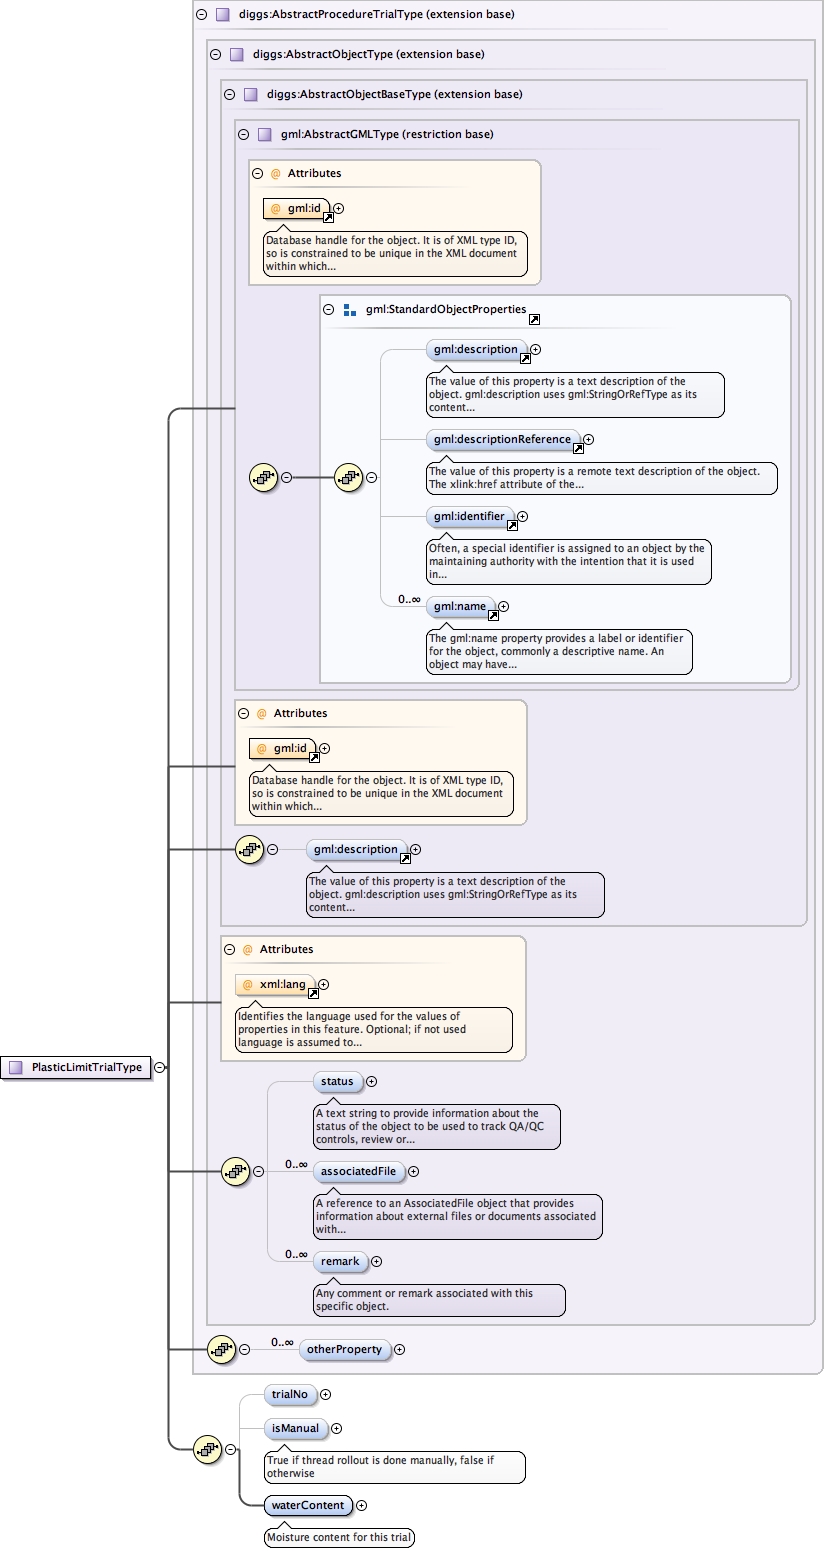 diggs:AbstractProcedureTrialType (extension base)
diggs:AbstractObjectType (extension base)
diggs:AbstractObjectBaseType (extension base)
gml:AbstractGMLType (restriction base)
@ Attributes
@ gml:id
Database handle for the object. It is of XML type ID,
so is constrained to be unique in the XML document
within which...
gml:StandardObjectProperties
gml:description
The value of this property is a text description of the
object. gml:description uses gml:StringOrRefType as its
content...
gml:descriptionReference
The value of this property is a remote text description of the object.
The xlink:href attribute of the...
gml:identifier
Often, a special identifier is assigned to an object by the
maintaining authority with the intention that it is used
in...
0..∞
gml:name
The gml:name property provides a label or identifier
for the object, commonly a descriptive name. An
object may have...
@ Attributes
@ gml:id
Database handle for the object. It is of XML type ID,
so is constrained to be unique in the XML document
within which...
gml:description
The value of this property is a text description of the
object. gml:description uses gml:StringOrRefType as its
content...
@ Attributes
@ xml:lang
Identifies the language used for the values of
properties in this feature. Optional; if not used
language is assumed to...
PlasticLimitTrialType
status
A text string to provide information about the
status of the object to be used to track QA/QC
controls, review or...
0..∞
associatedFile
A reference to an AssociatedFile object that provides
information about external files or documents associated
with...
0..∞
remark
Any comment or remark associated with this
specific object.
0..∞
otherProperty
trialNo
isManual
True if thread rollout is done manually, false if
otherwise
waterContent
Moisture content for this trial